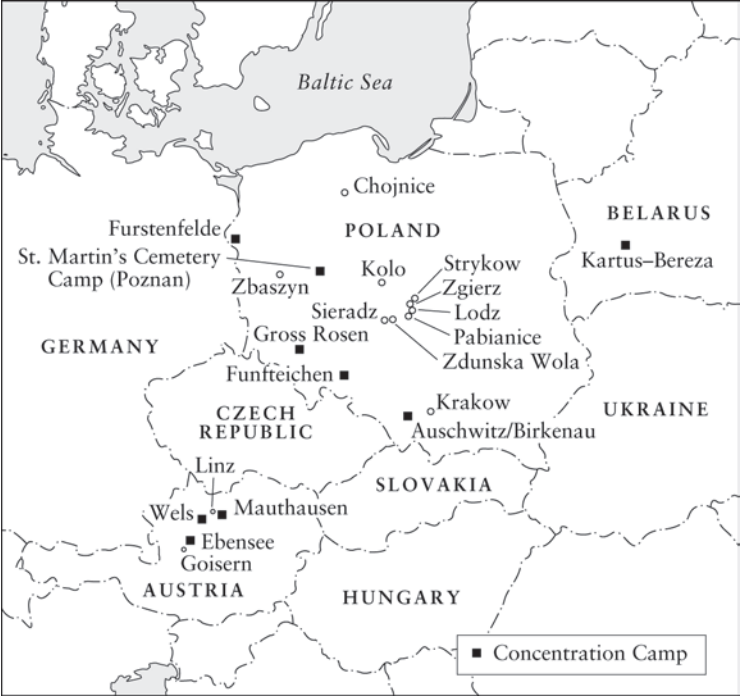 Baltic Sea
Chojnice
BELARUS
Furstenfelde
POLAND
St. Martin's Cemetery
Camp (Poznan)
Kartus–Bereza
Kolo
Strykow
Zbaszyn
Zgierz
Sieradz
Lodz
Gross Rosen
Pabianice
GERMANY
Zdunska Wola
Funfteichen
Krakow
CZECH
REPUBLIC
UKRAINE
Auschwitz/Birkenau
Linz
SLOVAKIA
Wels
Mauthausen
Ebensee
Goisern
AUSTRIA
HUNGARY
Concentration Camp